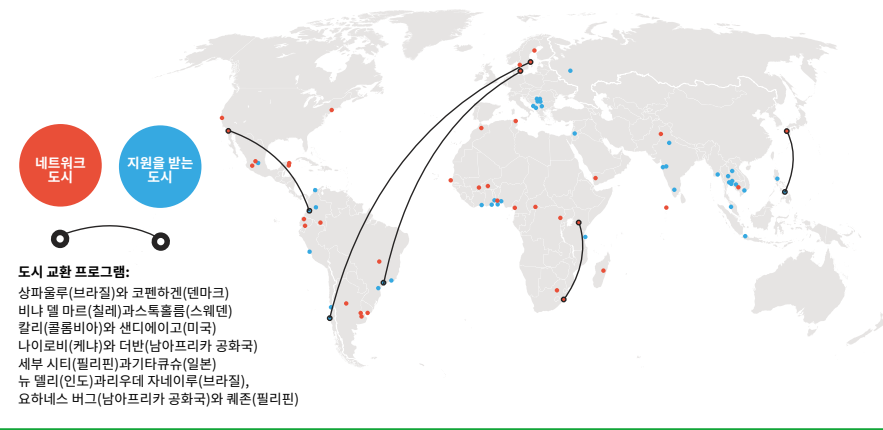 네트워크
도시
지원을 받는
도시
도시 교환 프로그램:
상파울루(브라질)와 코펜하겐(덴마크)
비냐 델 마르(칠레)과스톡홀름(스웨덴)
칼리(콜롬비아)와 샌디에이고(미국)
나이로비(케냐)와 더반(남아프리카 공화국)
세부 시티(필리핀)과기타큐슈(일본)
뉴 델리(인도)과리우데 자네이루(브라질),
요하네스 버그(남아프리카 공화국)와 퀘존(필리핀)